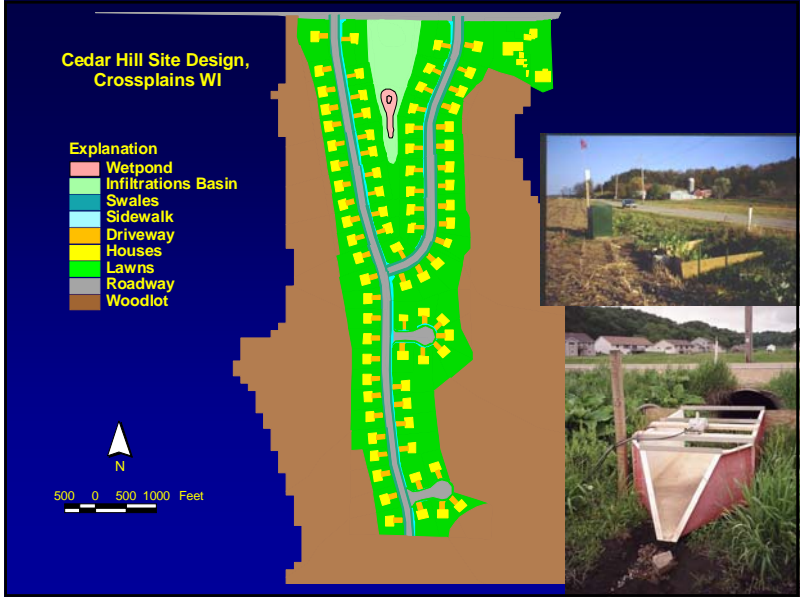 Cedar Hill Site Design,
Crossplains WI
Explanation
Wetpond
Infiltrations Basin
Swales
Sidewalk
Driveway
Houses
Lawns
Roadway
Woodlot
N
500 0 500 1000 Feet